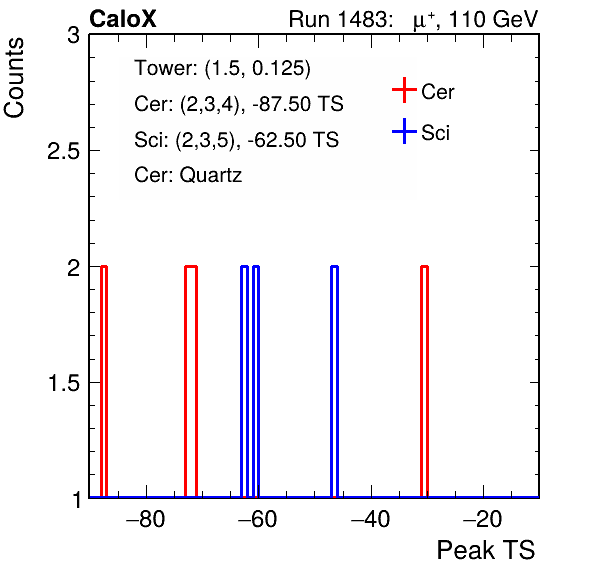 CaloX Run 1483: μ⁺, 110 GeV
Counts
3
2.5
2
1.5
1
Tower: (1.5, 0.125)
Cer: (2,3,4), -87.50 TS
Sci: (2,3,5), -62.50 TS
Cer: Quartz
Cer
Sci
−80 −60 −40 −20
Peak TS